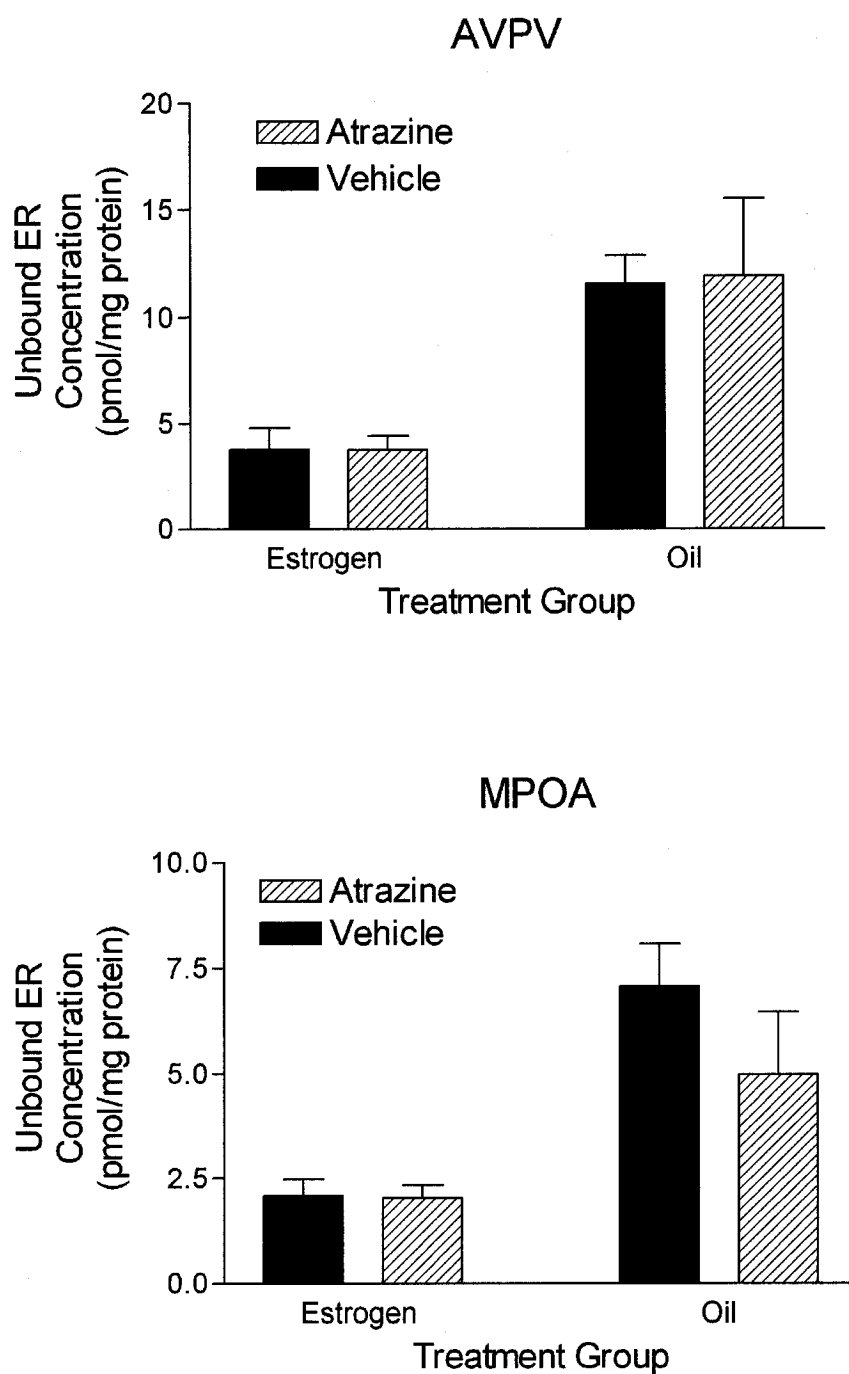 AVPV
20
15
10
5
0
Unbound ER
Concentration
(pmol/mg protein)
Atrazine
Vehicle
Estrogen Oil
Treatment Group
MPOA
10.0
7.5
5.0
2.5
0.0
Unbound ER
Concentration
(pmol/mg protein)
Atrazine
Vehicle
Estrogen Oil
Treatment Group